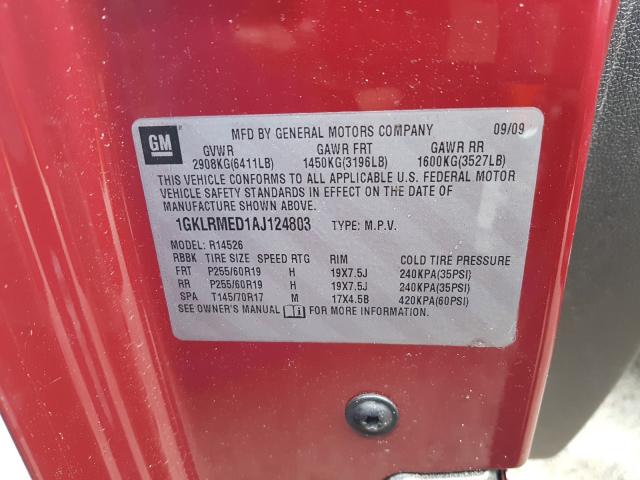 GM
MFD BY GENERAL MOTORS COMPANY 09/09
GVWR GAWR FRT GAWR RR
2908KG(6411LB) 1450KG(3196LB) 1600KG(3527LB)
THIS VEHICLE CONFORMS TO ALL APPLICABLE U.S. FEDERAL MOTOR
VEHICLE SAFETY STANDARDS IN EFFECT ON THE DATE OF
MANUFACTURE SHOWN ABOVE.
1GKLRMED1AJ124803 TYPE: M.P.V.
MODEL: R14526
RBBK TIRE SIZE SPEED RTG RIM COLD TIRE PRESSURE
FRT P255/60R19 H 19X7.5J 240KPA(35PSI)
RR P255/60R19 H 19X7.5J 240KPA(35PSI)
SPA T145/70R17 M 17X4.5B 420KPA(60PSI)
SEE OWNER'S MANUAL FOR MORE INFORMATION.